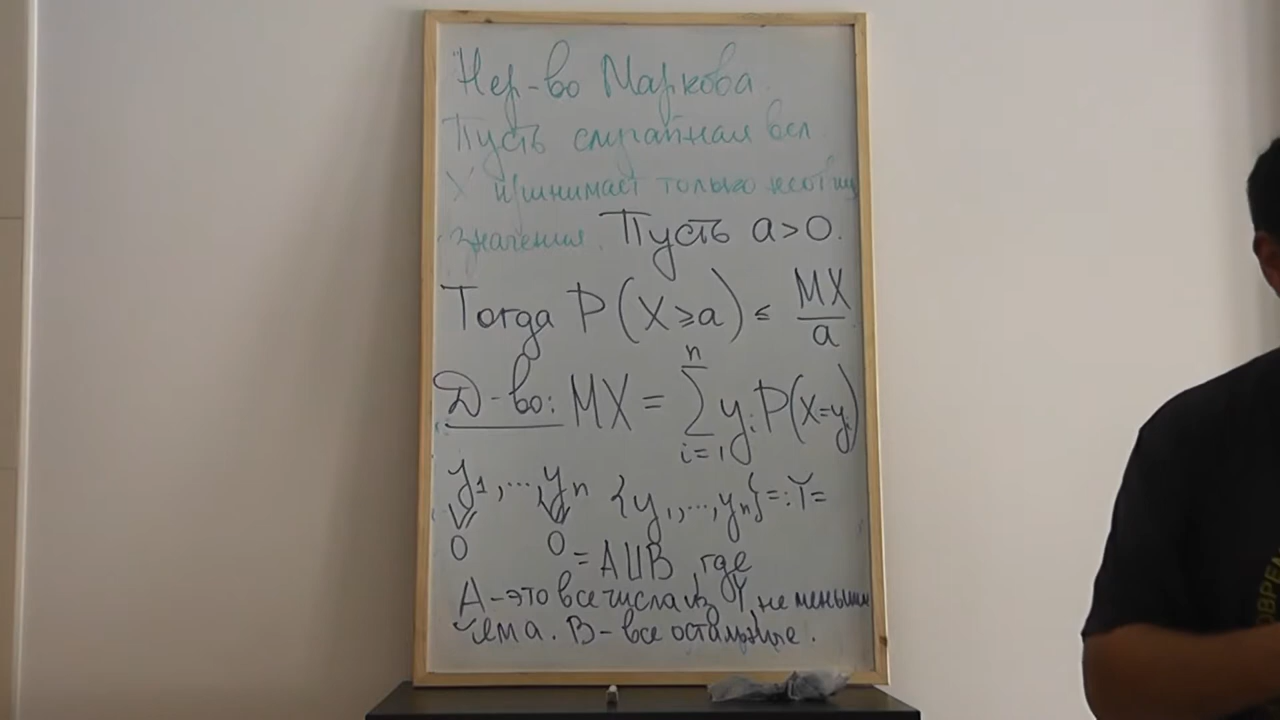 Нер-во Маркова.
Пусть случайная вел
X принимает только неотр
значения. Пусть a>0.
Тогда P(X⩾a) ≤ MX/a
Д-во: MX = ∑ i=1 n y_i P(X=y_i)
y_1,...,y_n {y_1,...,y_n}=:Y=
0 0 = A⊔B, где
A-это все числа из Y, не меньшие
чем a. B-все остальные.